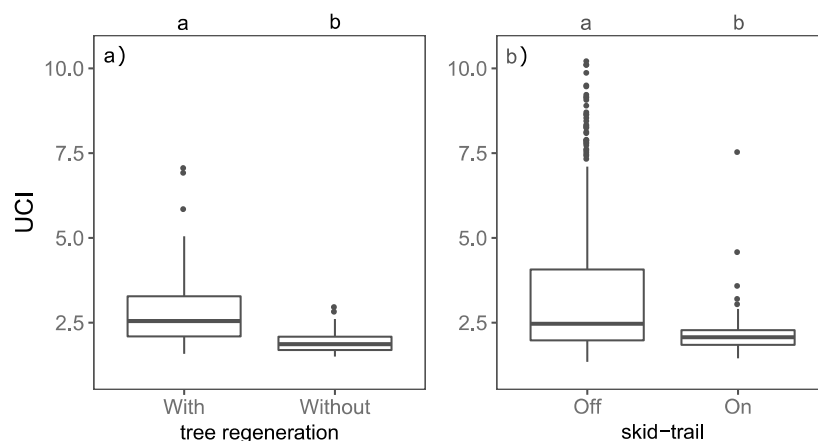 a b a b
a) b)
10.0 10.0
7.5 7.5
5.0 5.0
2.5 2.5
UCI
With Without Off On
tree regeneration skid-trail